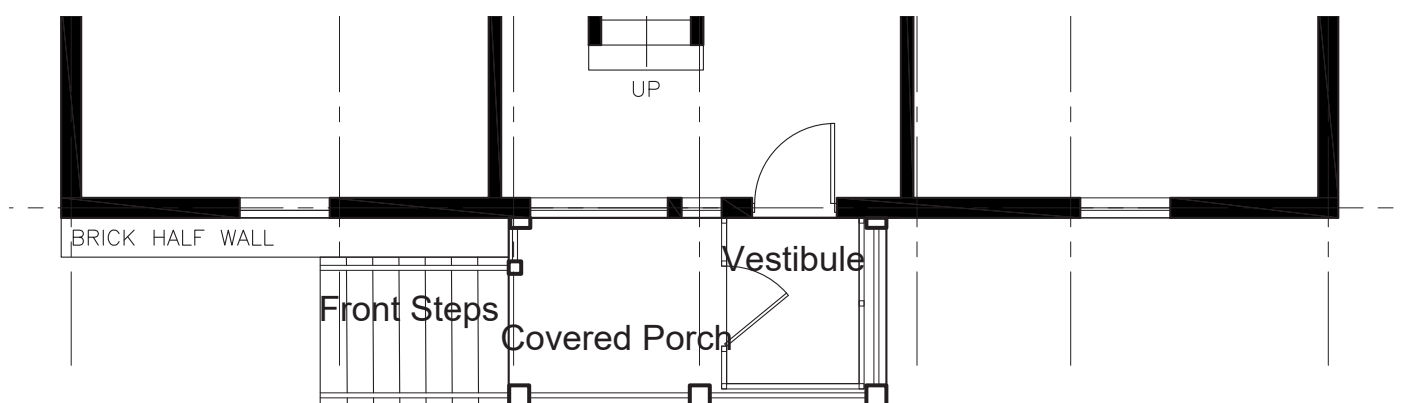 UP
BRICK HALF WALL
Vestibule
Front Steps
Covered Porch